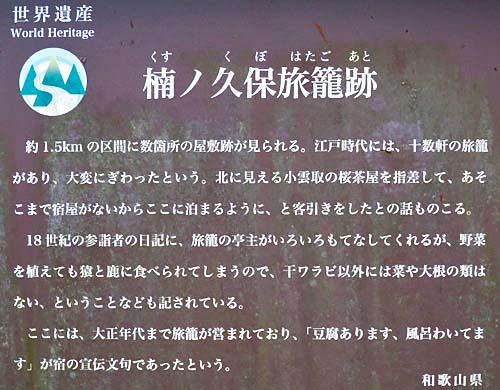 世界遺産
World Heritage
くす くぼ はたご あと
楠ノ久保旅籠跡
約1.5kmの区間に数箇所の屋敷跡が見られる。江戸時代には、十数軒の旅籠
があり、大変にぎわったという。北に見える小雲取の桜茶屋を指差して、あそ
こまで宿屋がないからここに泊まるように、と客引きをしたとの話ものこる。
18世紀の参詣者の日記に、旅籠の亭主がいろいろもてなしてくれるが、野菜
を植えても猿と鹿に食べられてしまうので、干ワラビ以外には菜や大根の類は
ない、ということなども記されている。
ここには、大正年代まで旅籠が営まれており、「豆腐あります、風呂わいてま
す」が宿の宣伝文句であったという。
和歌山県